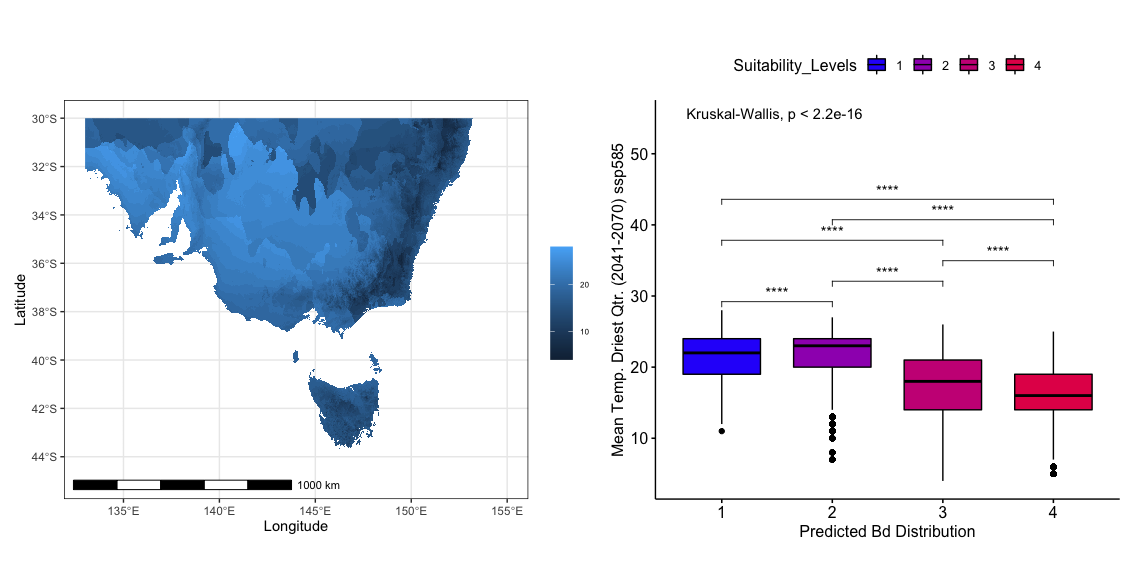 30°S
32°S
34°S
36°S
38°S
40°S
42°S
44°S
Latitude
1000 km
135°E 140°E 145°E 150°E 155°E
Longitude
20
10
Suitability_Levels 1 2 3 4
Kruskal-Wallis, p < 2.2e-16
Mean Temp. Driest Qtr. (2041-2070) ssp585
50
40
30
20
10
****
****
****
****
****
****
1 2 3 4
Predicted Bd Distribution